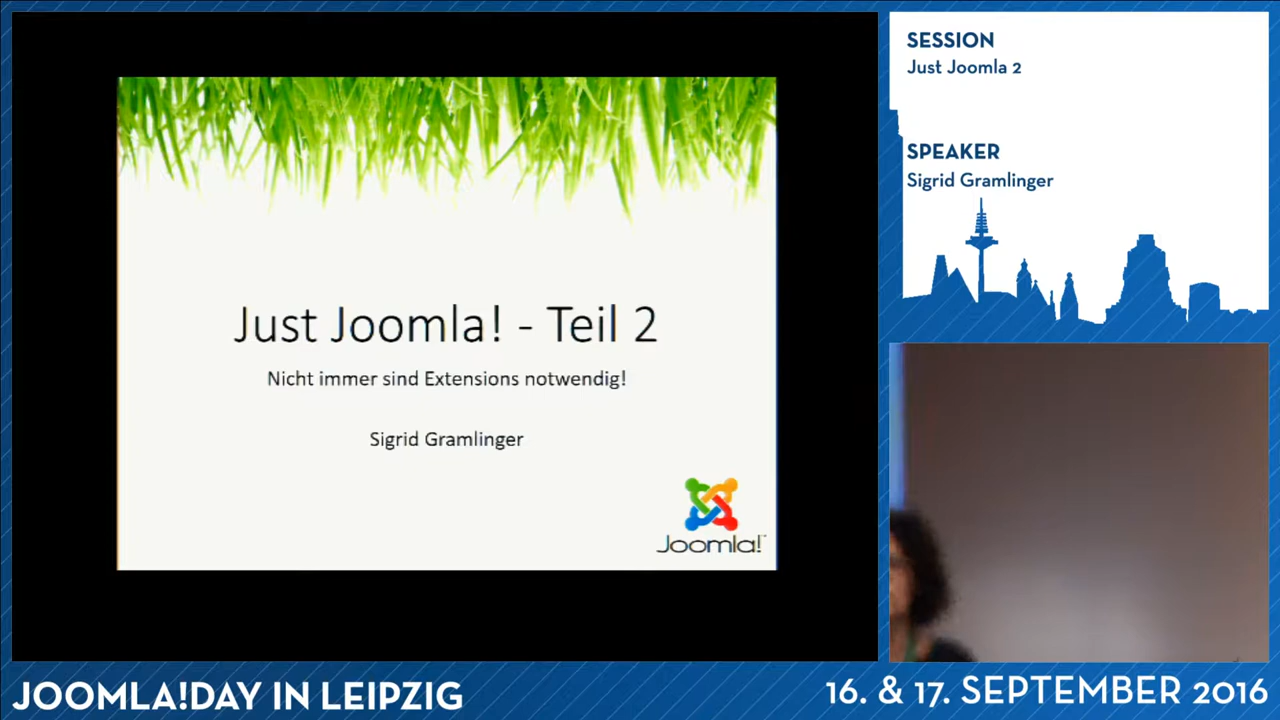 Just Joomla! - Teil 2
Nicht immer sind Extensions notwendig!
Sigrid Gramlinger
Joomla!™
SESSION
Just Joomla 2
SPEAKER
Sigrid Gramlinger
JOOMLA!DAY IN LEIPZIG
16. & 17. SEPTEMBER 2016